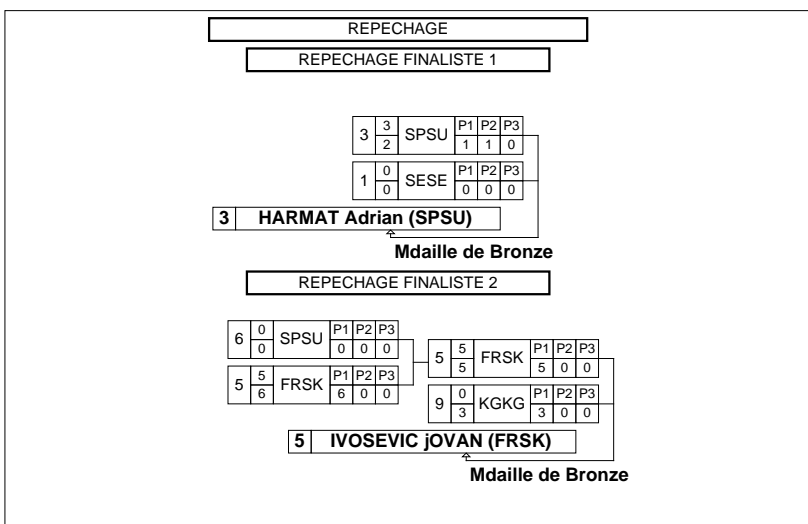 REPECHAGE
REPECHAGE FINALISTE 1
3 3 SPSU P1 P2 P3
2 1 1 0
1 0 SESE P1 P2 P3
0 0 0 0
3 HARMAT Adrian (SPSU)
Mdaille de Bronze
REPECHAGE FINALISTE 2
6 0 SPSU P1 P2 P3
0 0 0 0
5 5 FRSK P1 P2 P3
5 5 0 0
5 5 FRSK P1 P2 P3
6 6 0 0
9 0 KGKG P1 P2 P3
3 3 0 0
5 IVOSEVIC jOVAN (FRSK)
Mdaille de Bronze